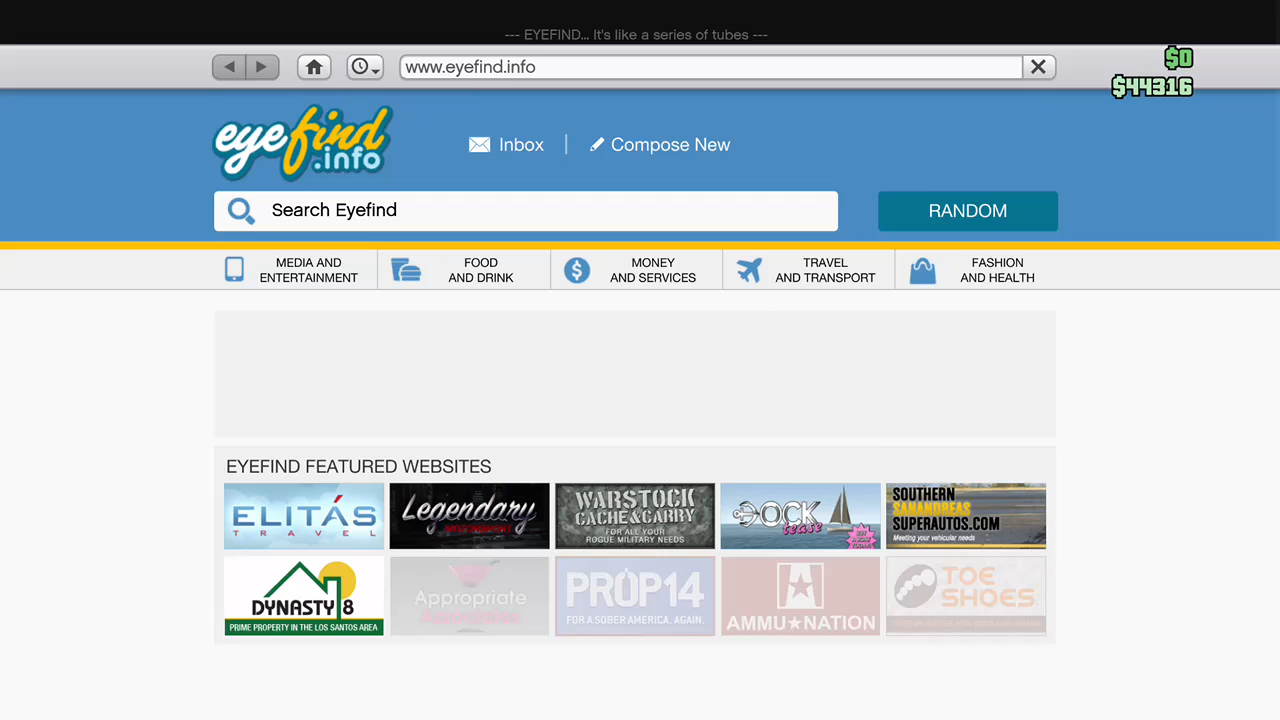 --- EYEFIND... It's like a series of tubes ---
www.eyefind.info
$0
$44316
eyefind
.info
Inbox
Compose New
Search Eyefind
RANDOM
MEDIA AND
ENTERTAINMENT
FOOD
AND DRINK
MONEY
AND SERVICES
TRAVEL
AND TRANSPORT
FASHION
AND HEALTH
EYEFIND FEATURED WEBSITES
ELITÁS
TRAVEL
Legendary
MOTORSPORT
WARSTOCK
CACHE&CARRY
FOR ALL YOUR
ROGUE MILITARY NEEDS
DOCK
tease
SOUTHERN
SANANDREAS
SUPERAUTOS.COM
Meeting your vehicular needs
DYNASTY 8
PRIME PROPERTY IN THE LOS SANTOS AREA
Appropriate
PROP14
FOR A SOBER AMERICA. AGAIN.
AMMU★NATION
TOE
SHOES